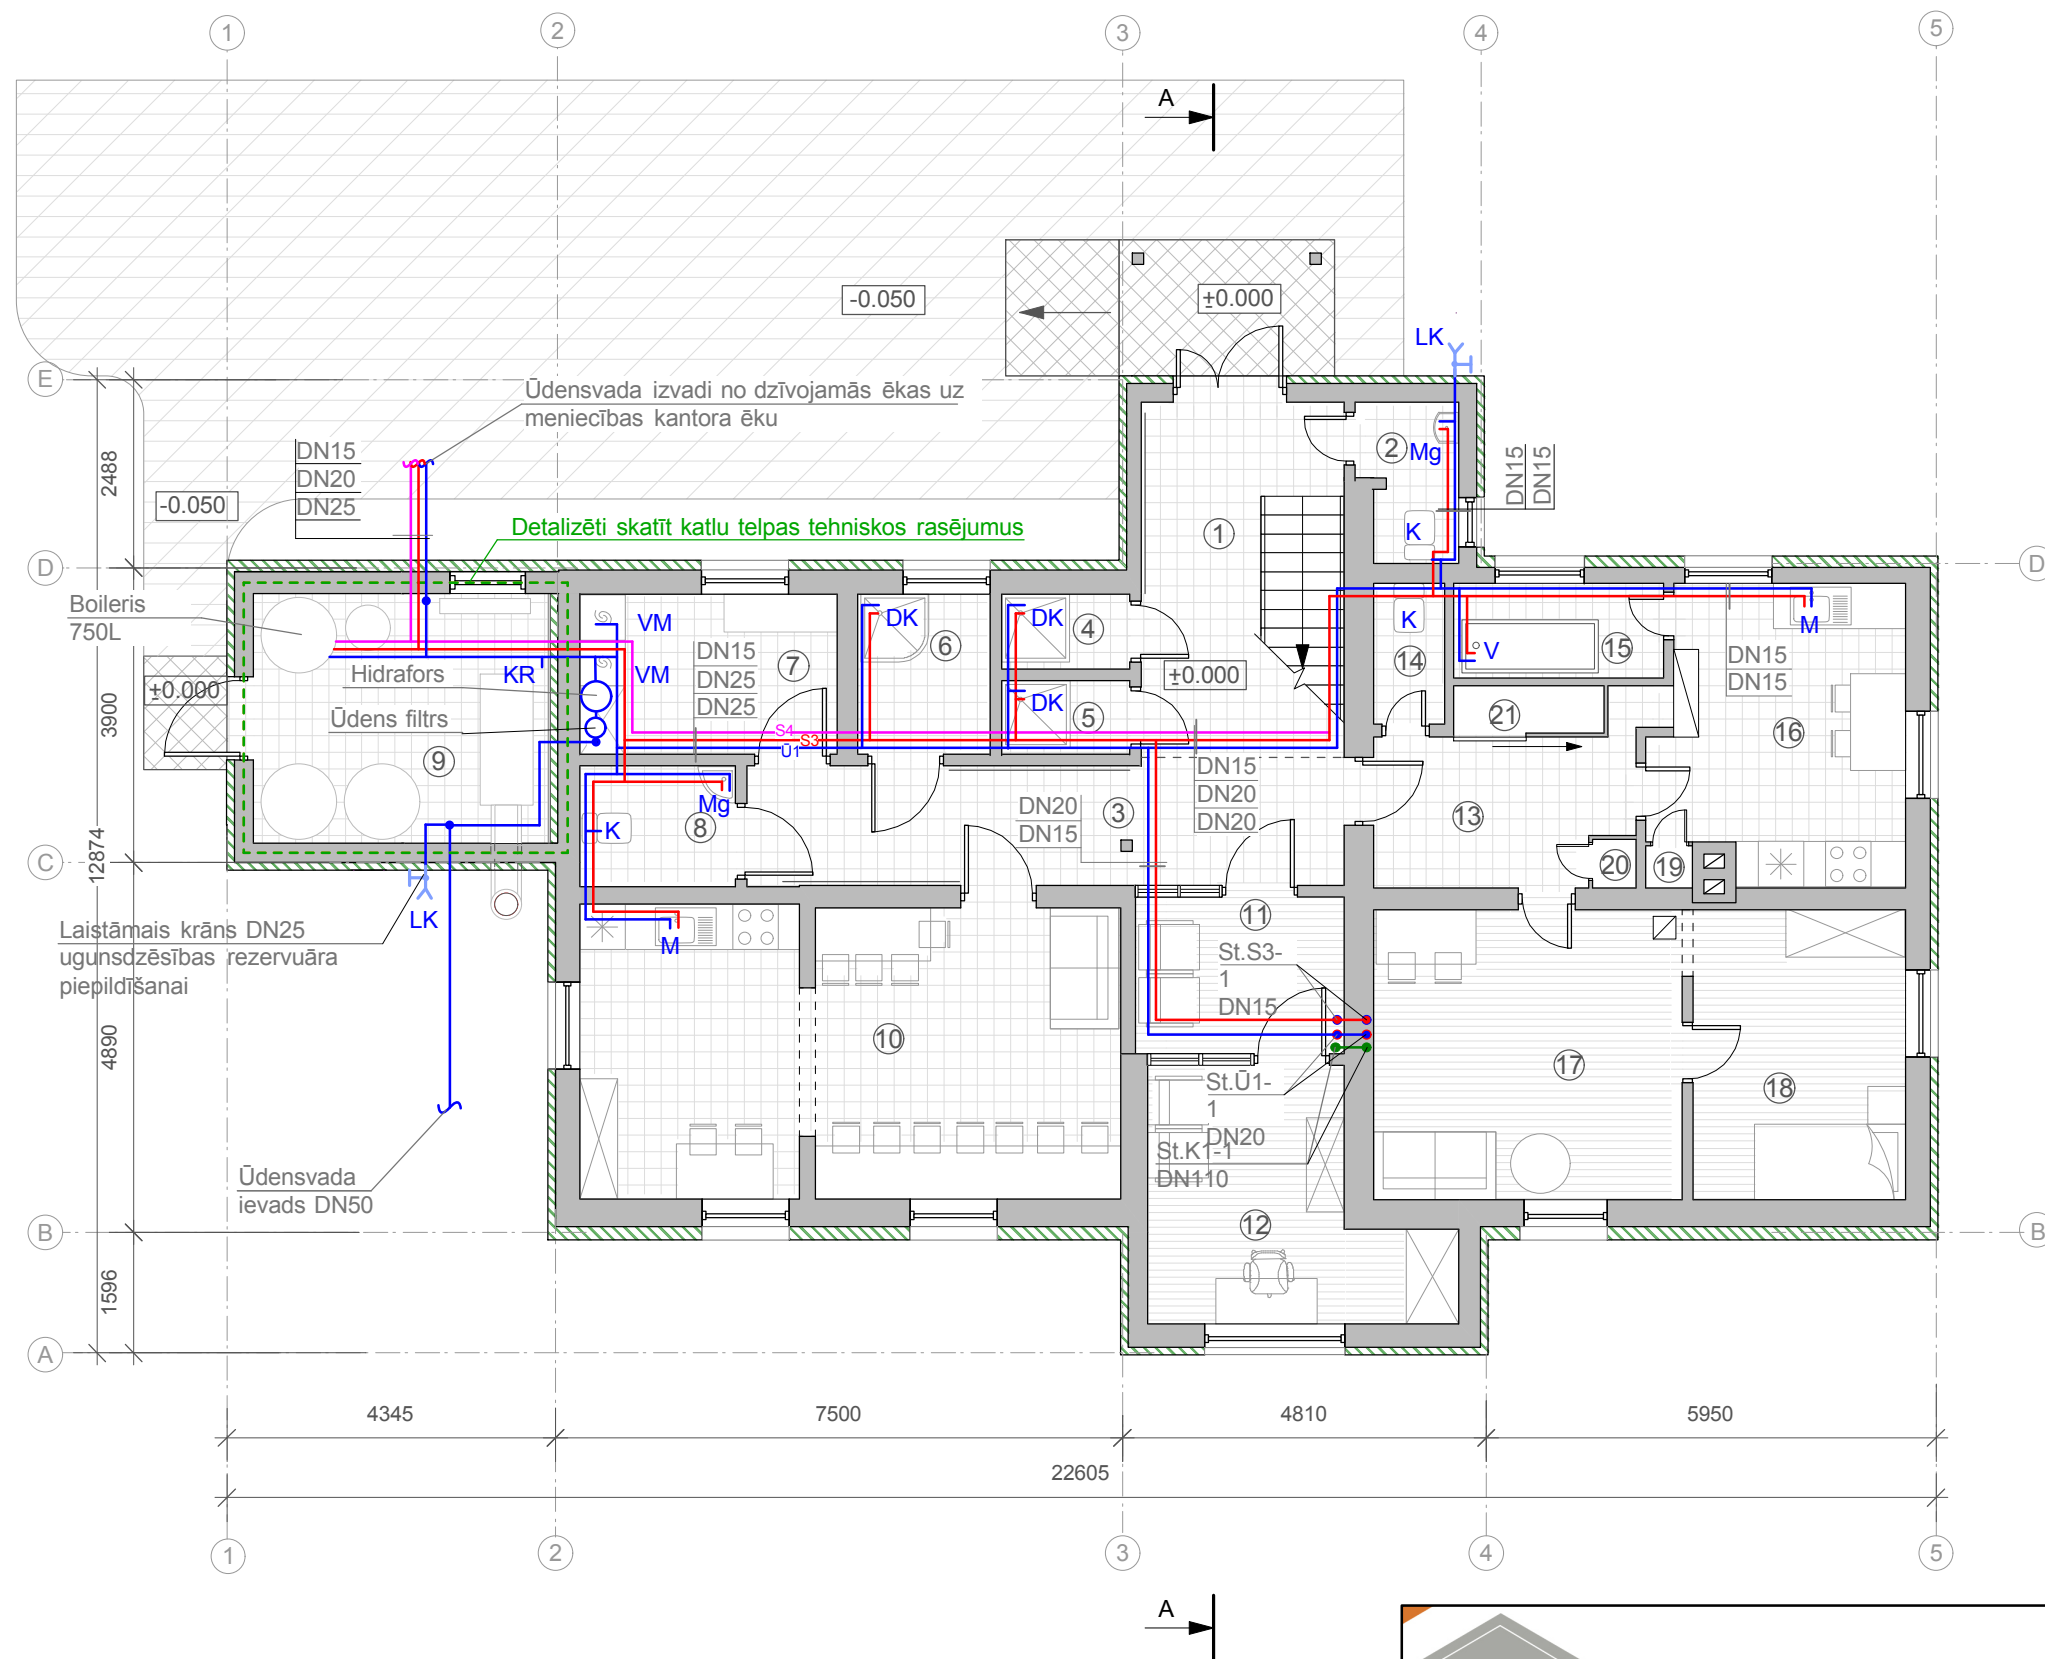 1
2
3
4
5
A
LK
-0.050
±0.000
E
Ūdensvada izvadi no dzīvojamās ēkas uz
meniecības kantora ēku
DN15
DN20
DN25
2488
-0.050
Detalizēti skatīt katlu telpas tehniskos rasējumus
2
Mg
K
DN15
DN15
1
D
D
Boileris
750L
VM
DK
DK
4
K
V
M
6
15
7
14
DN15
DN25
DN25
KR
VM
Hidrafors
Ūdens filtrs
±0.000
±0.000
DK
5
21
DN15
DN15
16
3900
S4
S3
Ū1
9
DN15
DN20
DN20
Mg
K
8
DN20
DN15
3
13
20
19
C
12874
LK
M
11
Laistāmais krāns DN25
ugunsdzēsības rezervuāra
piepildīšanai
St.S3-
1
DN15
4890
10
17
18
St.Ū1-
1
DN20
St.K1-1
DN110
Ūdensvada
ievads DN50
12
B
B
1596
A
4345
7500
4810
5950
22605
1
2
3
4
5
A